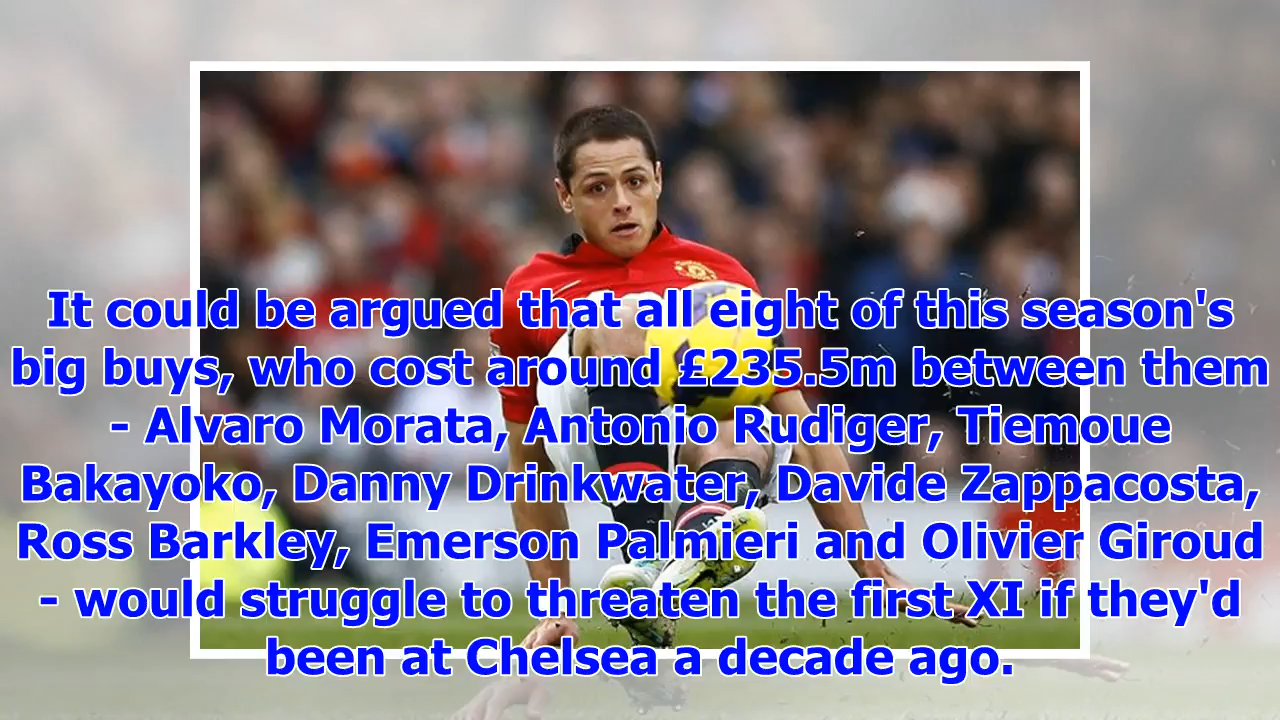 It could be argued that all eight of this season's
big buys, who cost around £235.5m between them
- Alvaro Morata, Antonio Rudiger, Tiemoue
Bakayoko, Danny Drinkwater, Davide Zappacosta,
Ross Barkley, Emerson Palmieri and Olivier Giroud
- would struggle to threaten the first XI if they'd
been at Chelsea a decade ago.